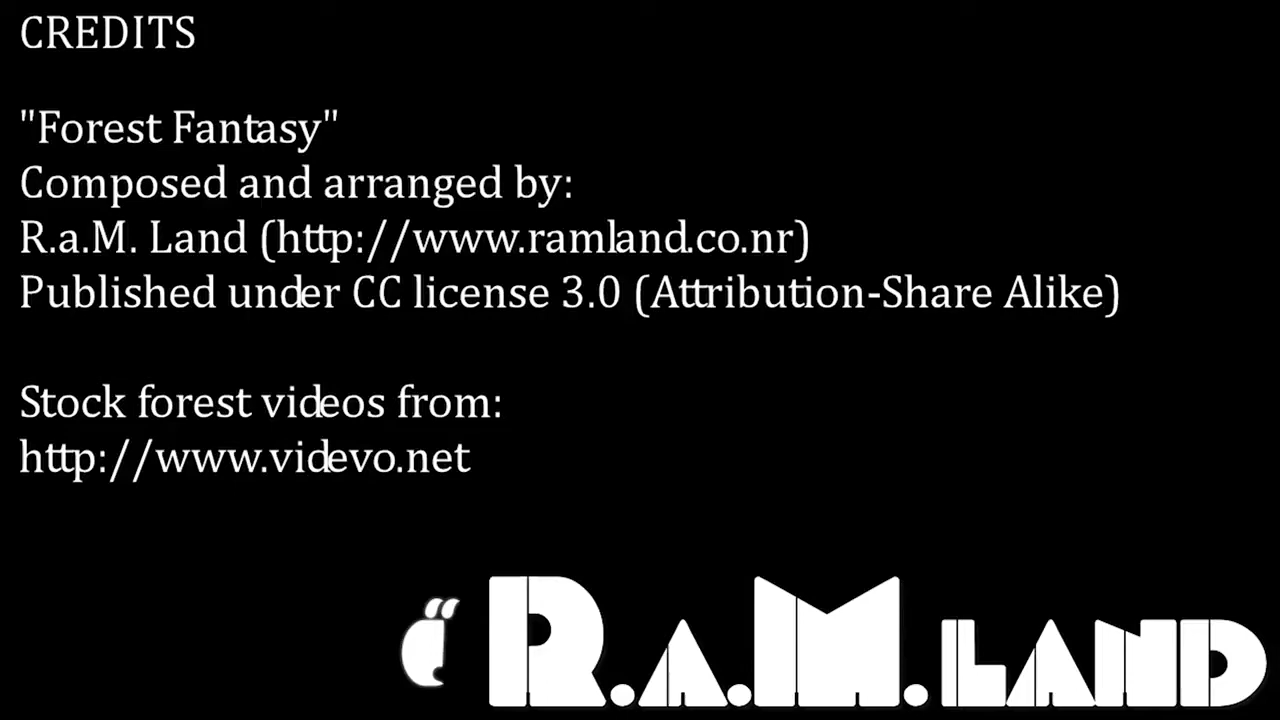 CREDITS
"Forest Fantasy"
Composed and arranged by:
R.a.M. Land (http://www.ramland.co.nr)
Published under CC license 3.0 (Attribution-Share Alike)
Stock forest videos from:
http://www.videvo.net
R.a.M. LAND